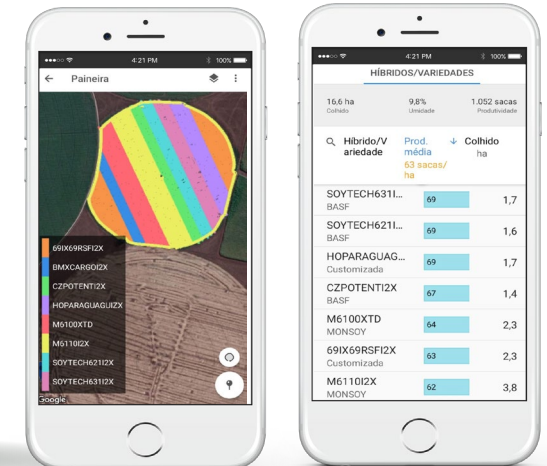 4:21 PM
100%
Paineira
69IX69RSFI2X
BMXCARGOI2X
CZPOTENTI2X
HOPARAGUAGUIZX
M6100XTD
M6110I2X
SOYTECH621I2X
SOYTECH631I2X
Google
4:21 PM
100%
HÍBRIDOS/VARIEDADES
16,6 ha
9,8%
1.052 sacas
Colhido
Umidade
Produtividade
Híbrido/V
ariedade
Prod.
média
63 sacas/
ha
Colhido
ha
SOYTECH631I...
BASF
69
1,7
SOYTECH621I...
BASF
69
1,6
HOPARAGUAG...
Customizada
69
1,7
CZPOTENTI2X
BASF
67
1,4
M6100XTD
MONSOY
64
2,3
69IX69RSFI2X
Customizada
63
2,3
M6110I2X
MONSOY
62
3,8